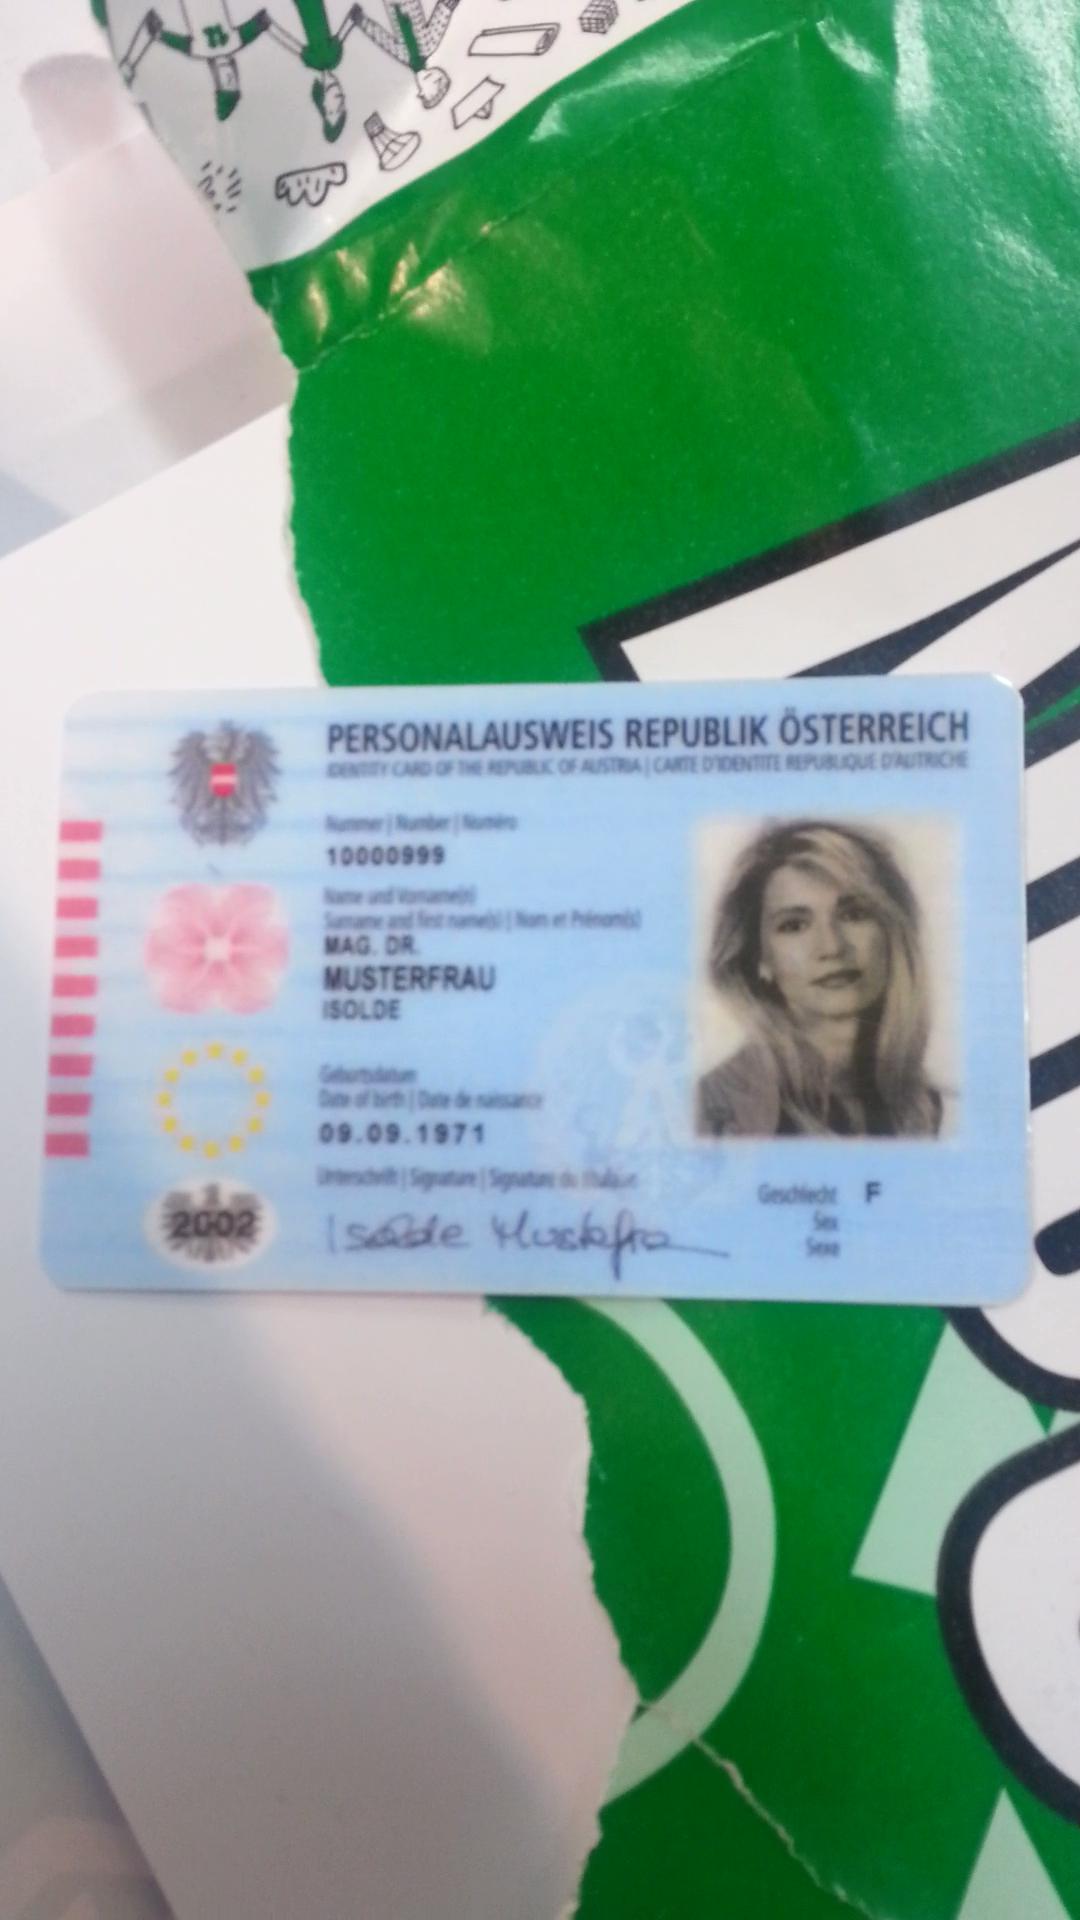 PERSONALAUSWEIS REPUBLIK ÖSTERREICH
IDENTITY CARD OF THE REPUBLIC OF AUSTRIA | CARTE D'IDENTITE REPUBLIQUE D'AUTRICHE
Nummer | Number | Numéro
10000999
Name und Vorname(n)
Surname and first name(s) | Nom et Prénom(s)
MAG. DR.
MUSTERFRAU
ISOLDE
Geburtsdatum
Date of birth | Date de naissance
09.09.1971
Unterschrift | Signature | Signature du titulaire
Isolde Musterfrau
Geschlecht F
Sex
Sexe
2002